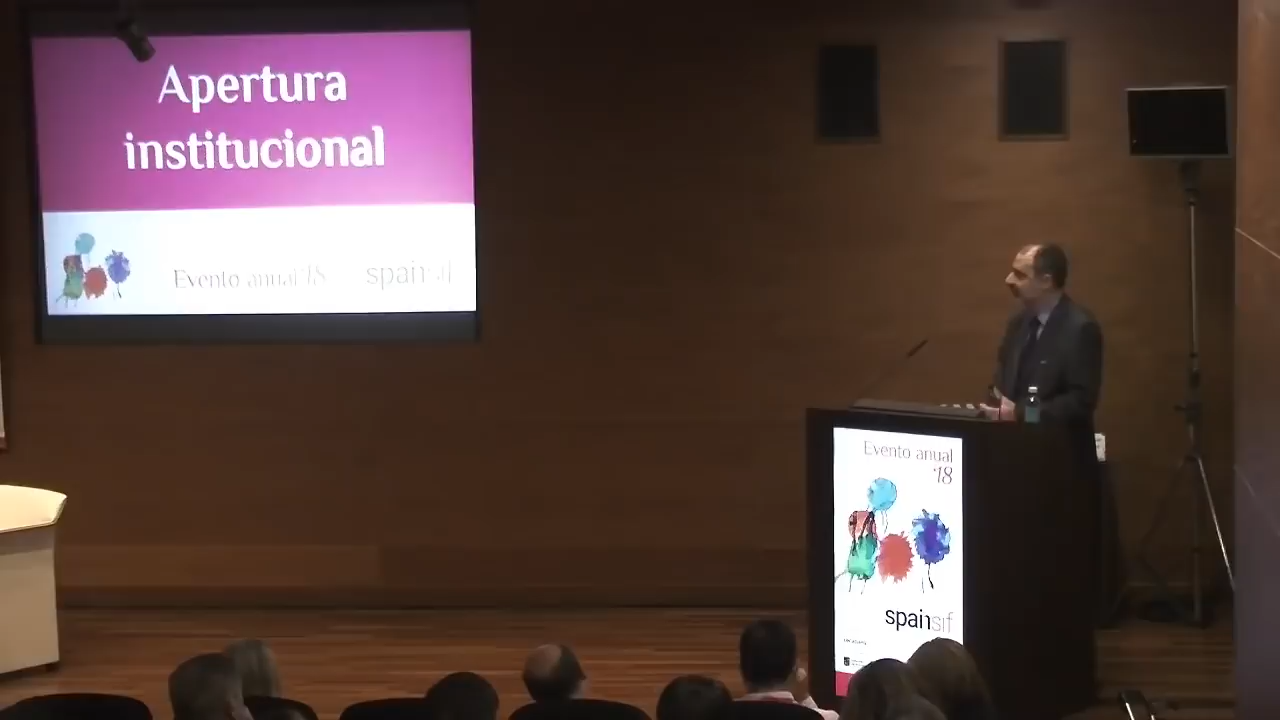 Apertura
institucional
Evento anual '18
spainsif
Evento anual
'18
spainsif